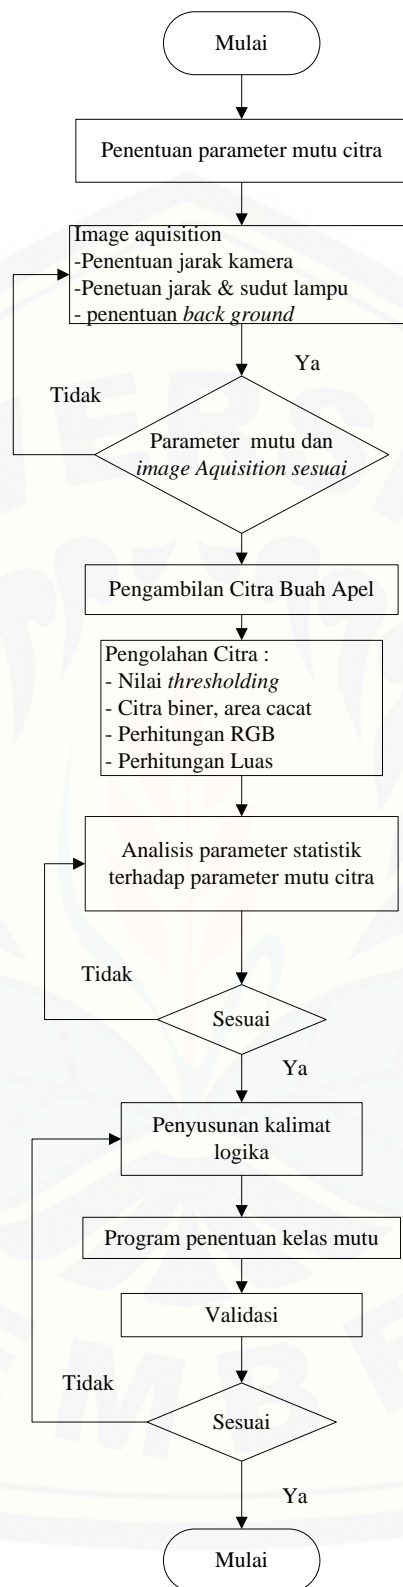 Mulai
Penentuan parameter mutu citra
Image aquisition
-Penentuan jarak kamera
-Penetuan jarak & sudut lampu
- penentuan back ground
Ya
Tidak
Parameter mutu dan
image Aquisition sesuai
Pengambilan Citra Buah Apel
Pengolahan Citra :
- Nilai thresholding
- Citra biner, area cacat
- Perhitungan RGB
- Perhitungan Luas
Analisis parameter statistik
terhadap parameter mutu citra
Tidak
Sesuai
Ya
Penyusunan kalimat
logika
Program penentuan kelas mutu
Validasi
Tidak
Sesuai
Ya
Mulai